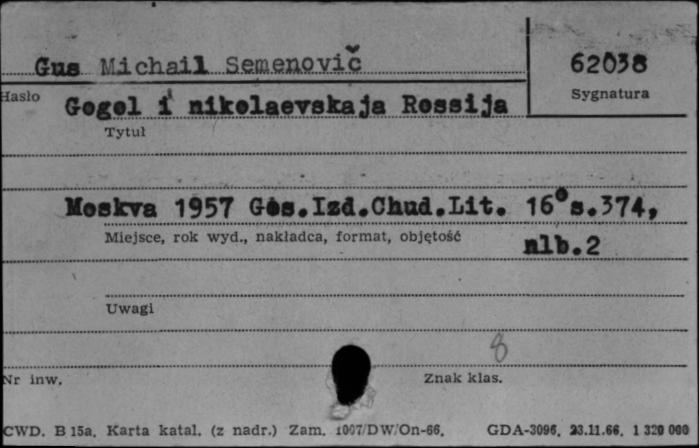 Gus Michail Semenovič
62038
Hasło
Sygnatura
Gogol i nikolaevskaja Rossija
Tytuł
Moskva 1957 Gos.Izd.Chud.Lit. 16° s.374,
Miejsce, rok wyd., nakładca, format, objętość
nlb.2
Uwagi
8
Nr inw.
Znak klas.
CWD. B 15a. Karta katal. (z nadr.) Zam. 1007/DW/On-66. GDA-3096. 23.11.66. 1 320 000